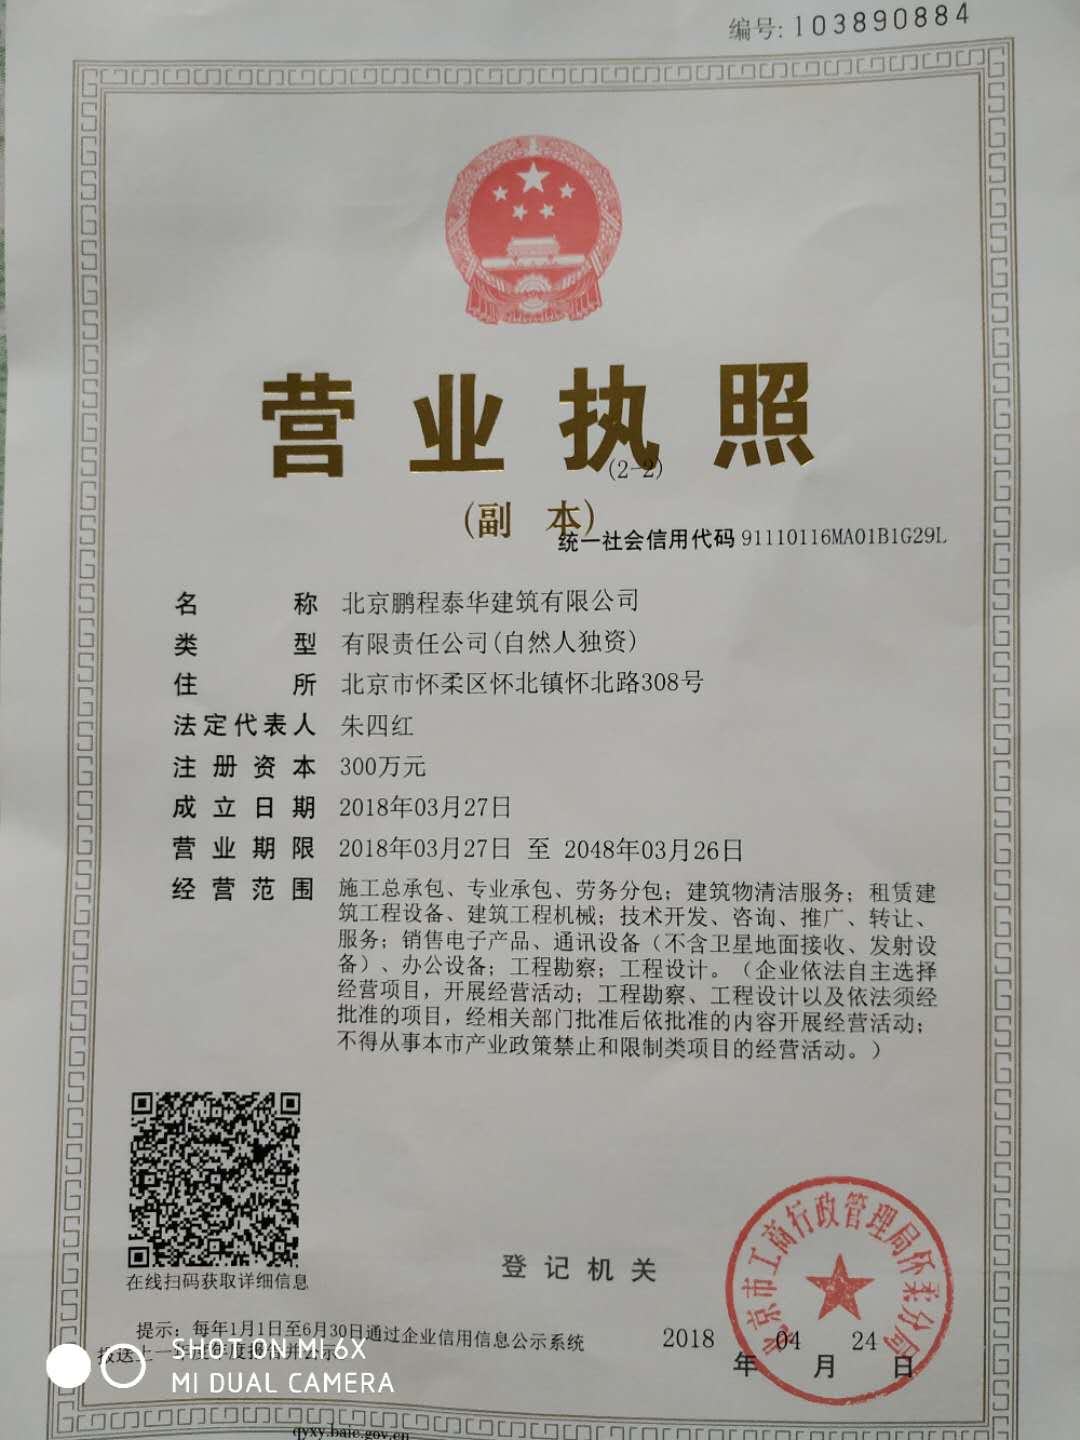 编号: 103890884
营业执照
(2-2)
(副 本)
统一社会信用代码 91110116MA01B1G29L
名 称 北京鹏程泰华建筑有限公司
类 型 有限责任公司(自然人独资)
住 所 北京市怀柔区怀北镇怀北路308号
法定代表人 朱四红
注册资本 300万元
成立日期 2018年03月27日
营业期限 2018年03月27日 至 2048年03月26日
经营范围 施工总承包、专业承包、劳务分包；建筑物清洁服务；租赁建
筑工程设备、建筑工程机械；技术开发、咨询、推广、转让、
服务；销售电子产品、通讯设备（不含卫星地面接收、发射设
备）、办公设备；工程勘察；工程设计。（企业依法自主选择
经营项目，开展经营活动；工程勘察、工程设计以及依法须经
批准的项目，经相关部门批准后依批准的内容开展经营活动；
不得从事本市产业政策禁止和限制类项目的经营活动。）
在线扫码获取详细信息
登记机关
北京市工商行政管理局怀柔分局
提示：每年1月1日至6月30日通过企业信用信息公示系统
报送上一
2018年 04月 24日
SHOT ON MI 6X
MI DUAL CAMERA
qyxy.baic.gov.cn